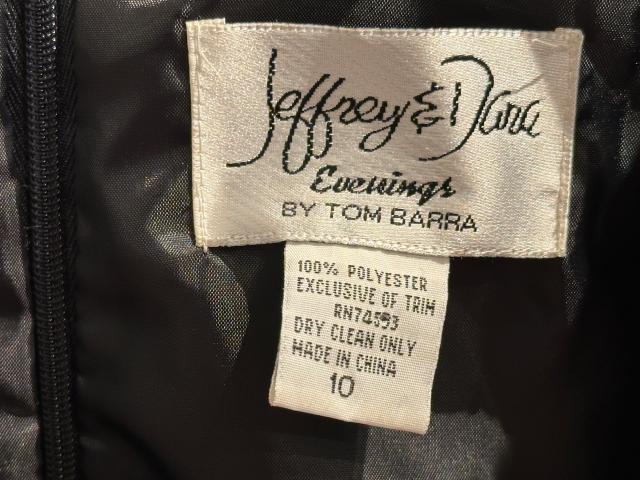 Jeffrey & Dara
Evenings
BY TOM BARRA
100% POLYESTER
EXCLUSIVE OF TRIM
RN74593
DRY CLEAN ONLY
MADE IN CHINA
10